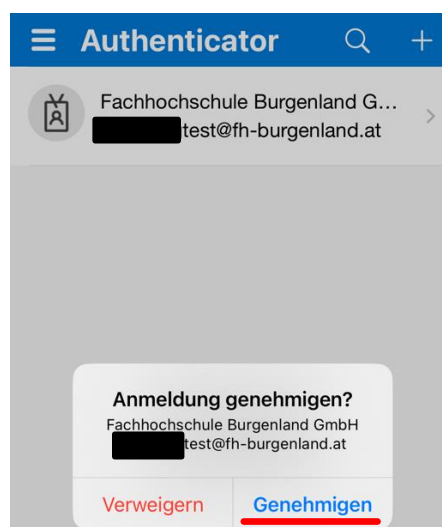 Authenticator
Fachhochschule Burgenland G...
test@fh-burgenland.at
Anmeldung genehmigen?
Fachhochschule Burgenland GmbH
test@fh-burgenland.at
Verweigern Genehmigen